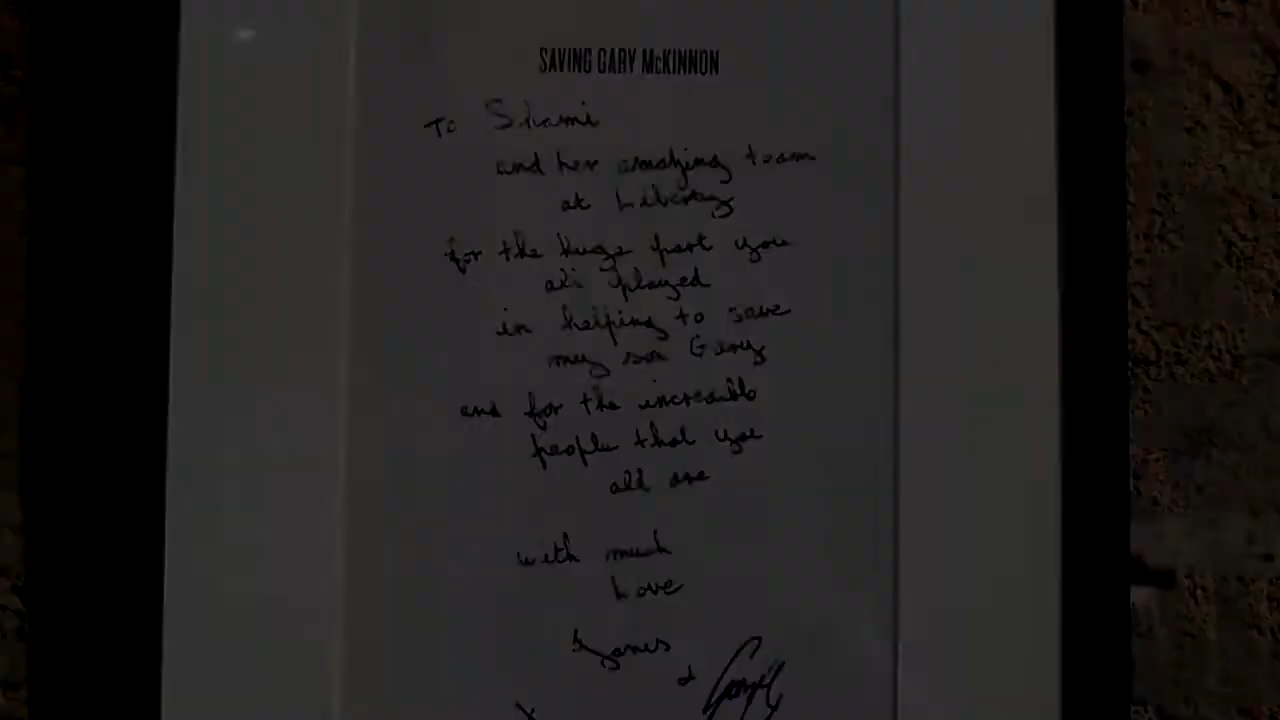 SAVING GARY McKINNON
To Shami
and her amazing team
at Liberty
for the huge part you
all played
in helping to save
my son Gary
and for the incredible
people that you
all are
with much
Love
Janis
&
x